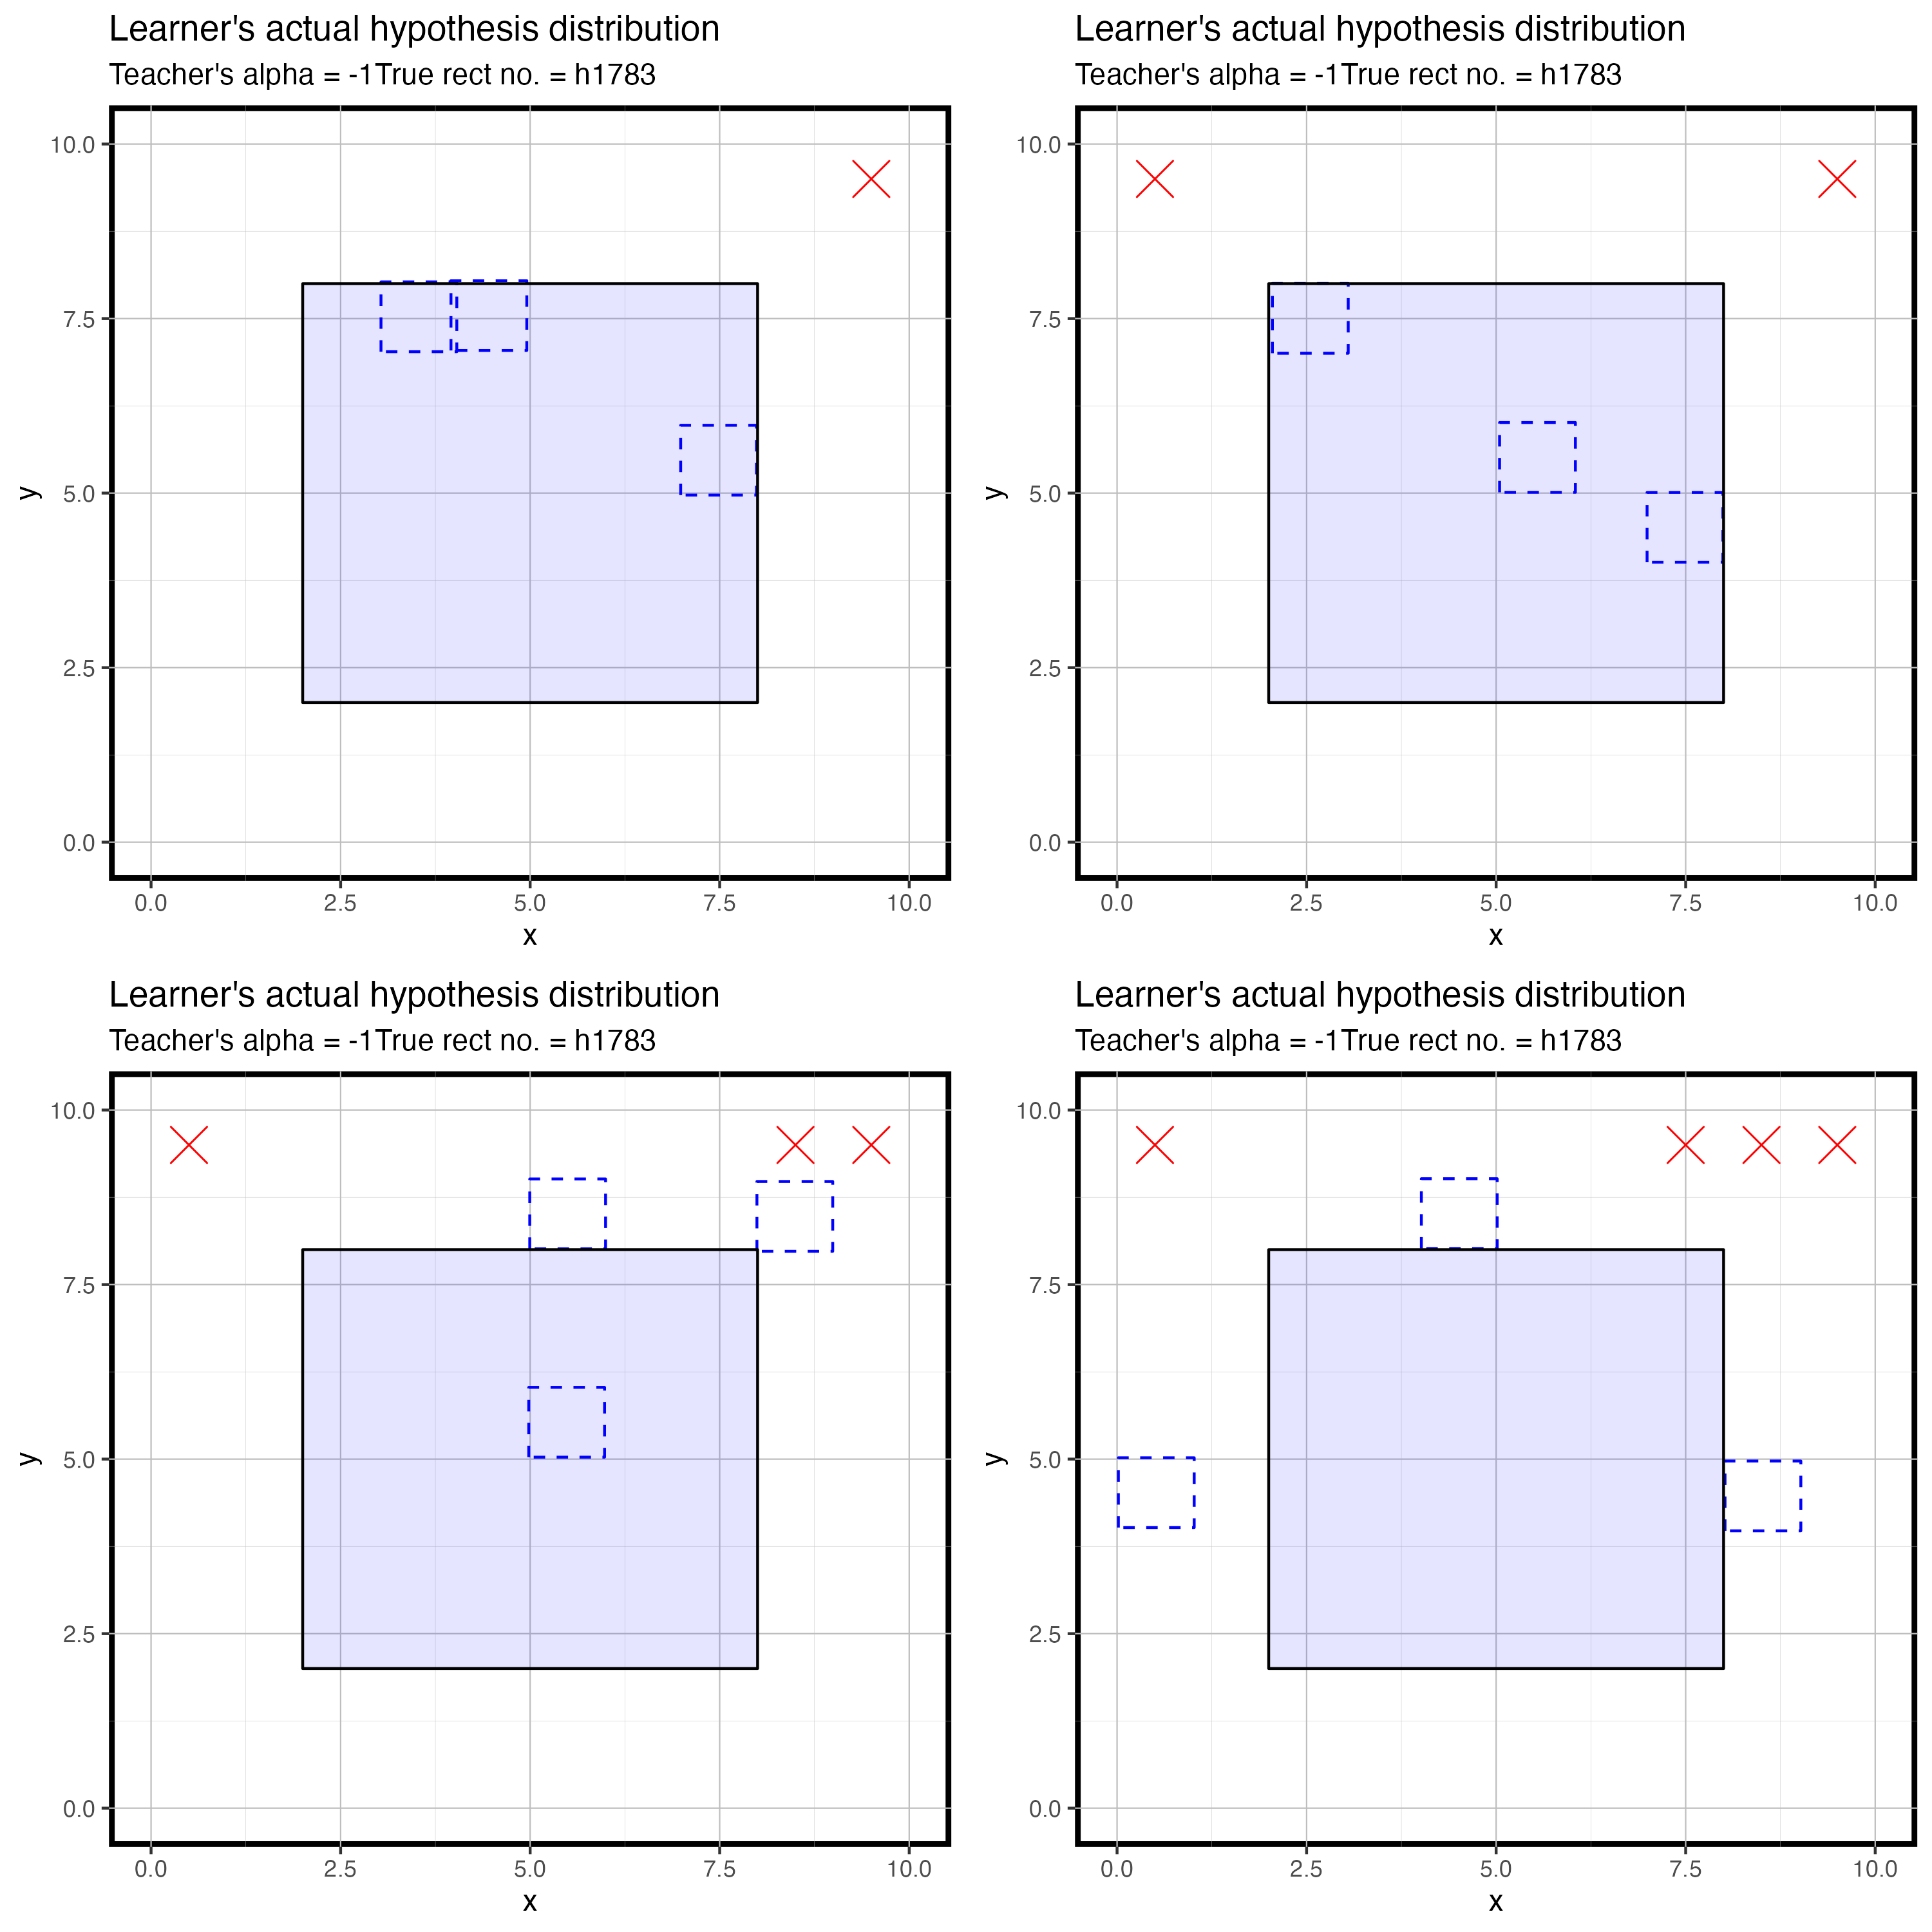 Learner's actual hypothesis distribution
Teacher's alpha = -1True rect no. = h1783
10.0
7.5
5.0
2.5
0.0
y
0.0 2.5 5.0 7.5 10.0
x
Learner's actual hypothesis distribution
Teacher's alpha = -1True rect no. = h1783
10.0
7.5
5.0
2.5
0.0
y
0.0 2.5 5.0 7.5 10.0
x
Learner's actual hypothesis distribution
Teacher's alpha = -1True rect no. = h1783
10.0
7.5
5.0
2.5
0.0
y
0.0 2.5 5.0 7.5 10.0
x
Learner's actual hypothesis distribution
Teacher's alpha = -1True rect no. = h1783
10.0
7.5
5.0
2.5
0.0
y
0.0 2.5 5.0 7.5 10.0
x